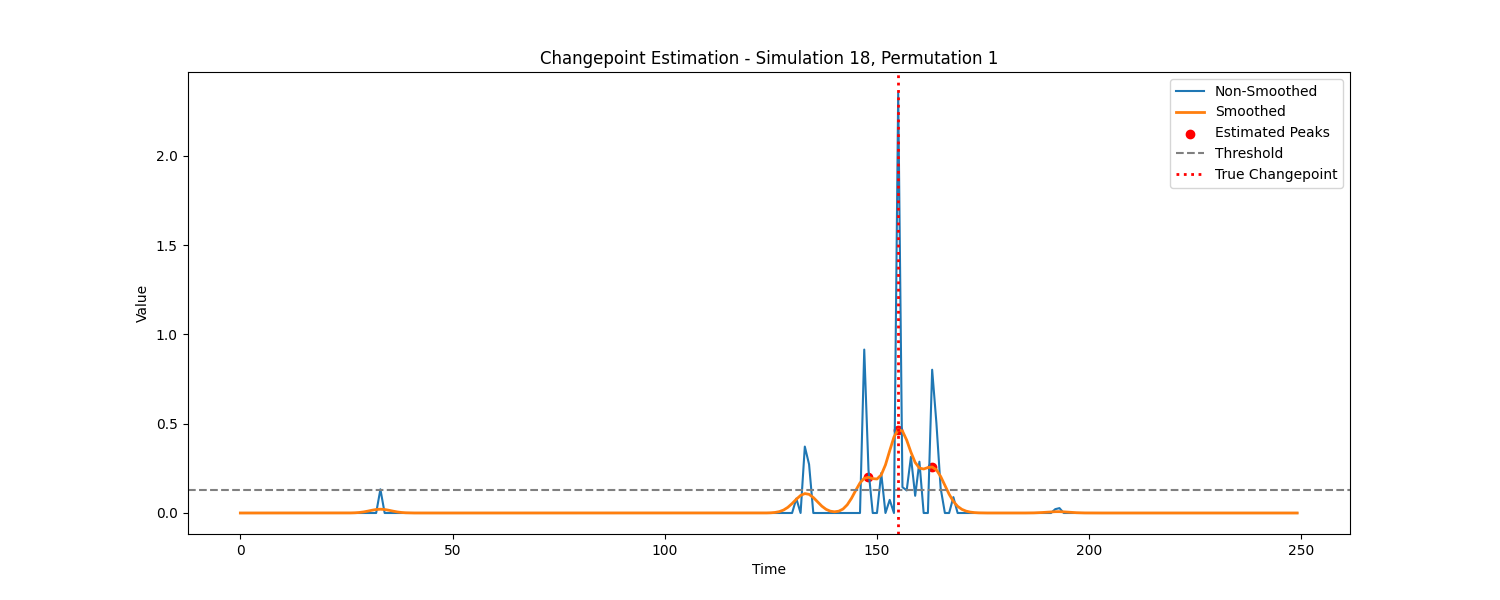 Changepoint Estimation - Simulation 18, Permutation 1
Non-Smoothed
Smoothed
Estimated Peaks
Threshold
True Changepoint
Value
2.0
1.5
1.0
0.5
0.0
0
50
100
150
200
250
Time